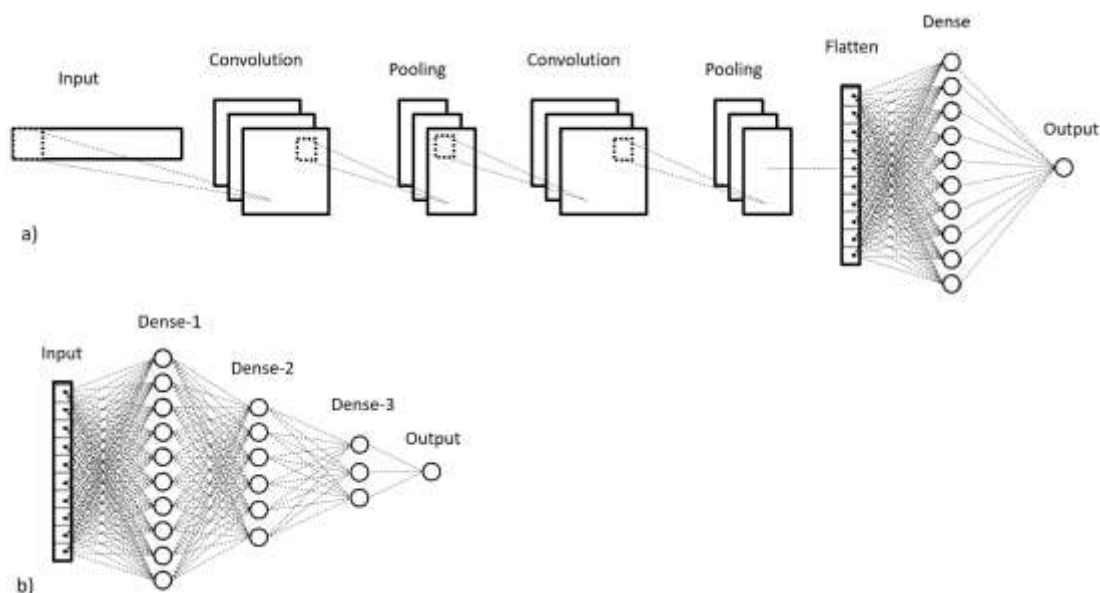 Input
Convolution
Pooling
Convolution
Pooling
Flatten
Dense
Output
a)
Input
Dense-1
Dense-2
Dense-3
Output
b)